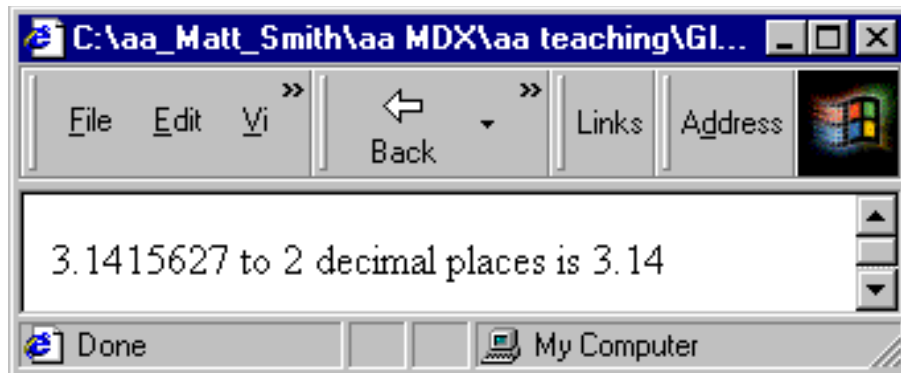 C:\aa_Matt_Smith\aa MDX\aa teaching\GI...
File Edit Vi » Back » Links Address
3.1415627 to 2 decimal places is 3.14
Done My Computer